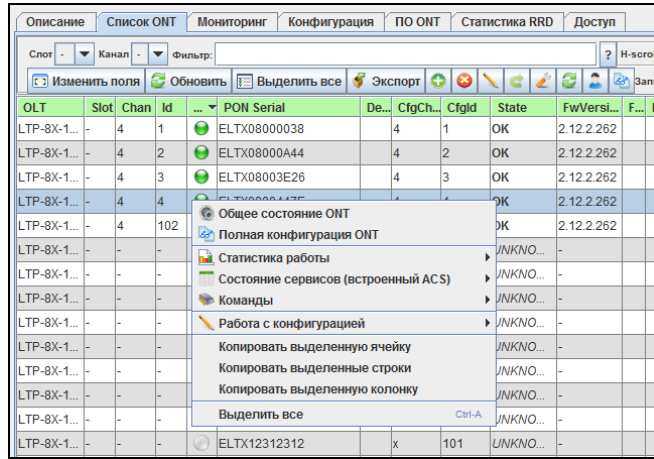 Описание Список ONT Мониторинг Конфигурация ПО ONT Статистика RRD Доступ
Слот - Канал - Фильтр: ? H-scro
Изменить поля Обновить Выделить все Экспорт Зап
OLT Slot Chan Id ... PON Serial De... CfgCh... CfgId State FwVersi... F...
LTP-8X-1... - 4 1 ELTX08000038 4 1 OK 2.12.2.262
LTP-8X-1... - 4 2 ELTX08000A44 4 2 OK 2.12.2.262
LTP-8X-1... - 4 3 ELTX08003E26 4 3 OK 2.12.2.262
LTP-8X-1... - 4 4 2.12.2.262
LTP-8X-1... - 4 102 OK 2.12.2.262
LTP-8X-1... - - - UNKNO... -
LTP-8X-1... - - - UNKNO... -
LTP-8X-1... - - - UNKNO... -
LTP-8X-1... - - - UNKNO... -
LTP-8X-1... - - - UNKNO... -
LTP-8X-1... - - - UNKNO... -
LTP-8X-1... - - - UNKNO... -
LTP-8X-1... - - - UNKNO... -
LTP-8X-1... - - - ELTX12312312 x 101 UNKNO... -
Общее состояние ONT
Полная конфигурация ONT
Статистика работы
Состояние сервисов (встроенный ACS)
Команды
Работа с конфигурацией
Копировать выделенную ячейку
Копировать выделенные строки
Копировать выделенную колонку
Выделить все Ctrl-A